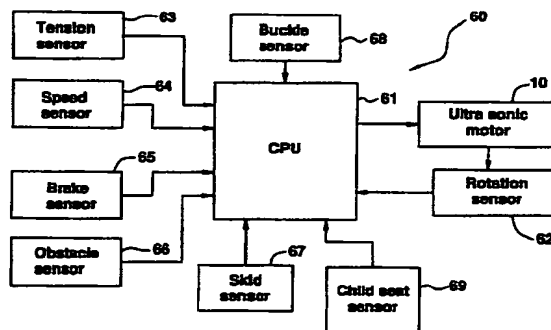 Tension
sensor
63
Buckle
sensor
68
60
Speed
sensor
64
61
CPU
10
Ultra sonic
motor
Brake
sensor
65
Rotation
sensor
62
Obstacle
sensor
66
Skid
sensor
67
Child seat
sensor
69